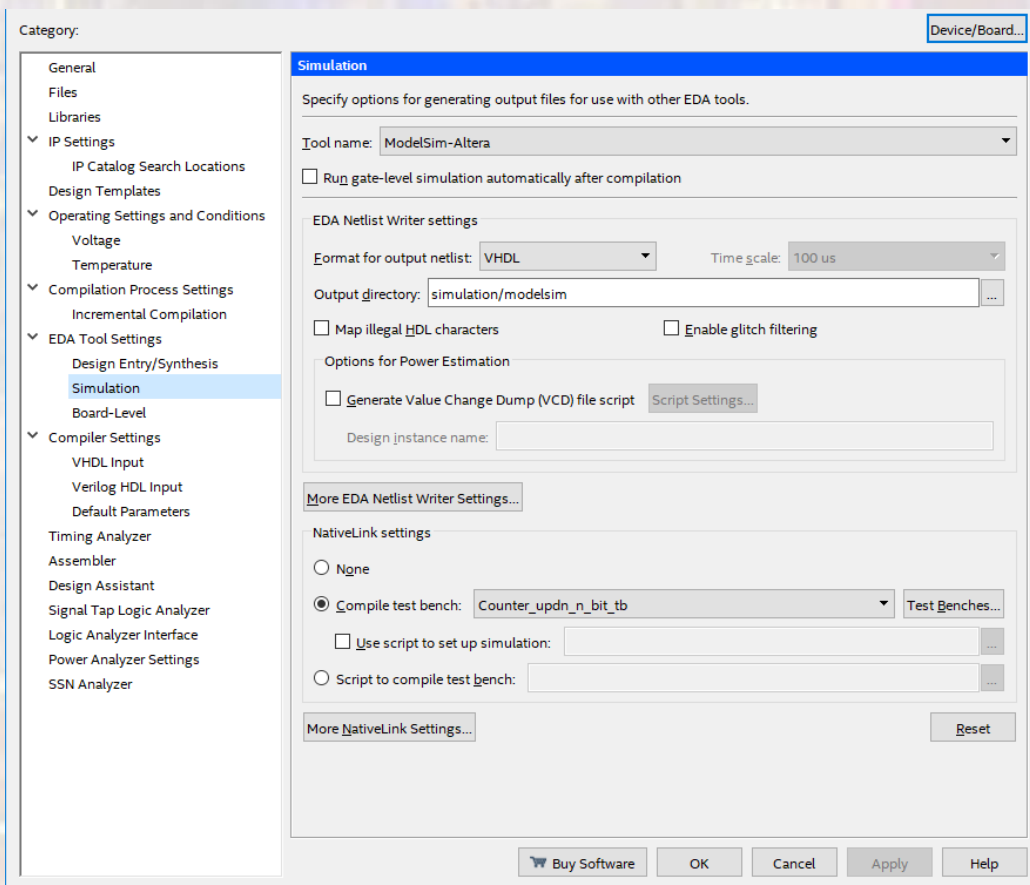 Category:
Device/Board...
General
Files
Libraries
IP Settings
IP Catalog Search Locations
Design Templates
Operating Settings and Conditions
Voltage
Temperature
Compilation Process Settings
Incremental Compilation
EDA Tool Settings
Design Entry/Synthesis
Simulation
Board-Level
Compiler Settings
VHDL Input
Verilog HDL Input
Default Parameters
Timing Analyzer
Assembler
Design Assistant
Signal Tap Logic Analyzer
Logic Analyzer Interface
Power Analyzer Settings
SSN Analyzer
Simulation
Specify options for generating output files for use with other EDA tools.
Tool name: ModelSim-Altera
Run gate-level simulation automatically after compilation
EDA Netlist Writer settings
Format for output netlist: VHDL Time scale: 100 us
Output directory: simulation/modelsim ...
Map illegal HDL characters Enable glitch filtering
Options for Power Estimation
Generate Value Change Dump (VCD) file script Script Settings...
Design instance name:
More EDA Netlist Writer Settings...
NativeLink settings
None
Compile test bench: Counter_updn_n_bit_tb Test Benches...
Use script to set up simulation: ...
Script to compile test bench: ...
More NativeLink Settings... Reset
Buy Software OK Cancel Apply Help